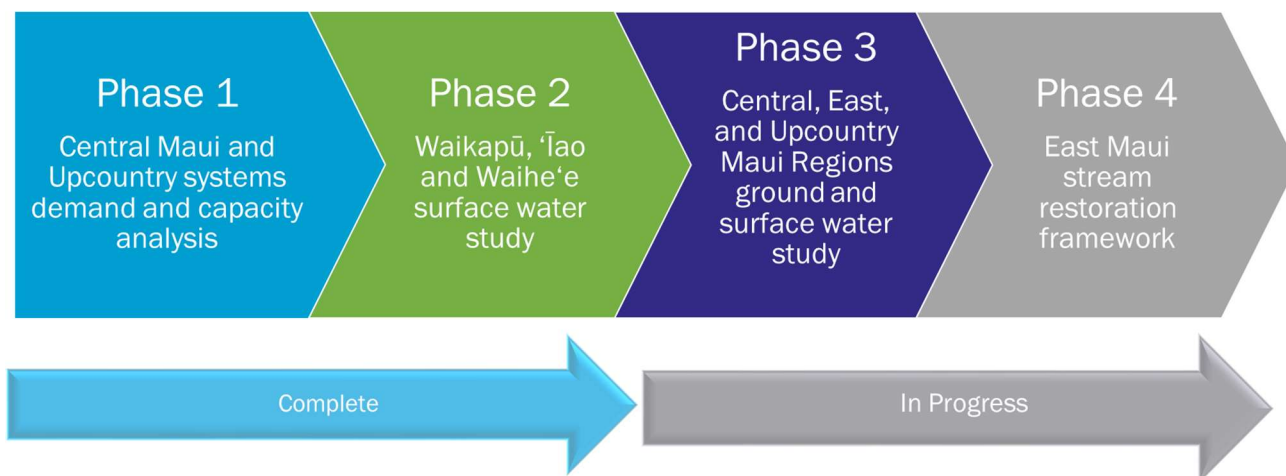 Phase 1
Central Maui and
Upcountry systems
demand and capacity
analysis
Phase 2
Waikapū, ʻĪao
and Waiheʻe
surface water
study
Phase 3
Central, East,
and Upcountry
Maui Regions
ground and
surface water
study
Phase 4
East Maui
stream
restoration
framework
Complete
In Progress